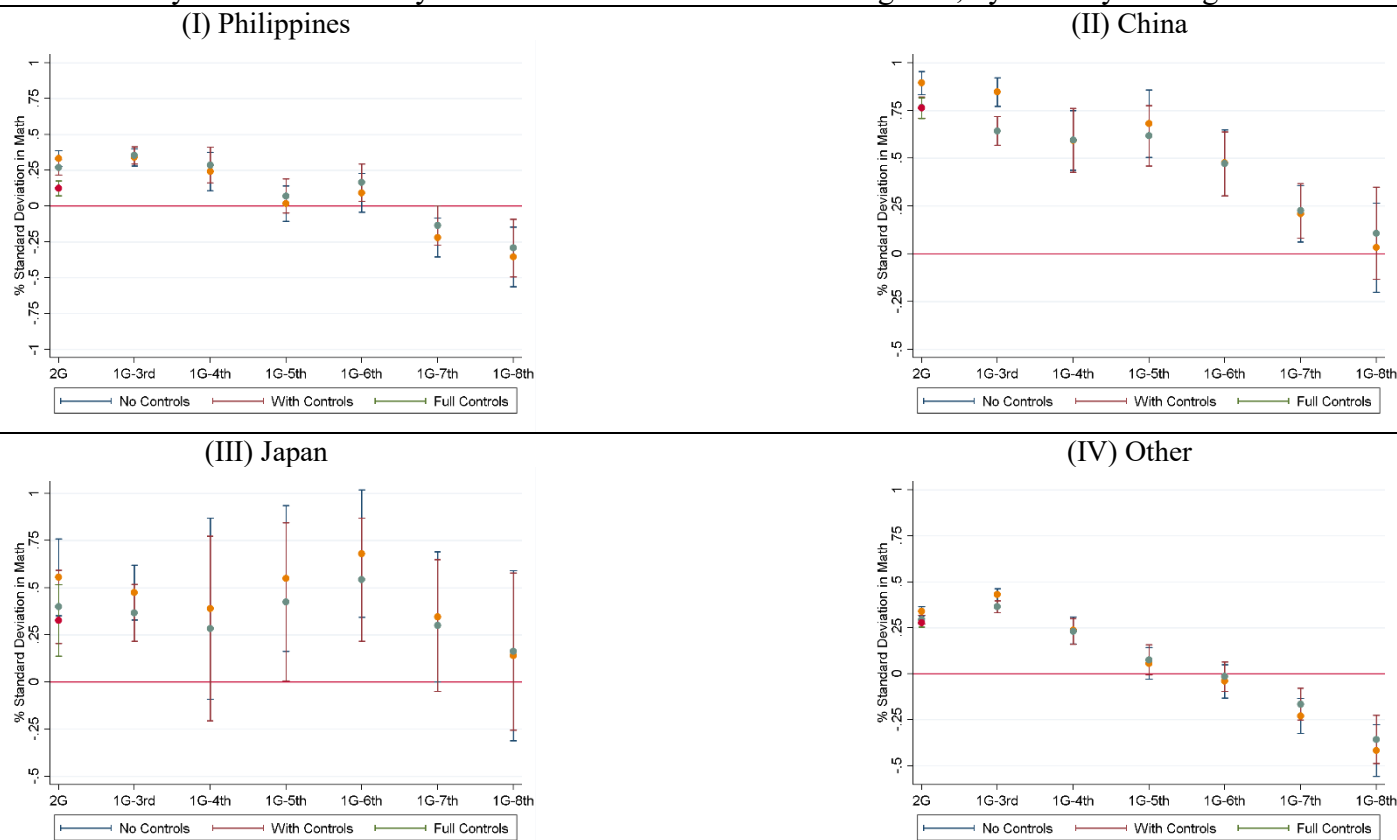 (I) Philippines
(II) China
% Standard Deviation in Math
1
.75
.5
.25
0
-.25
-.5
-.75
-1
2G 1G-3rd 1G-4th 1G-5th 1G-6th 1G-7th 1G-8th
No Controls With Controls Full Controls
% Standard Deviation in Math
1
.75
.5
.25
0
-.25
-.5
2G 1G-3rd 1G-4th 1G-5th 1G-6th 1G-7th 1G-8th
No Controls With Controls Full Controls
(III) Japan
(IV) Other
% Standard Deviation in Math
1
.75
.5
.25
0
-.25
-.5
2G 1G-3rd 1G-4th 1G-5th 1G-6th 1G-7th 1G-8th
No Controls With Controls Full Controls
% Standard Deviation in Math
1
.75
.5
.25
0
-.25
-.5
2G 1G-3rd 1G-4th 1G-5th 1G-6th 1G-7th 1G-8th
No Controls With Controls Full Controls